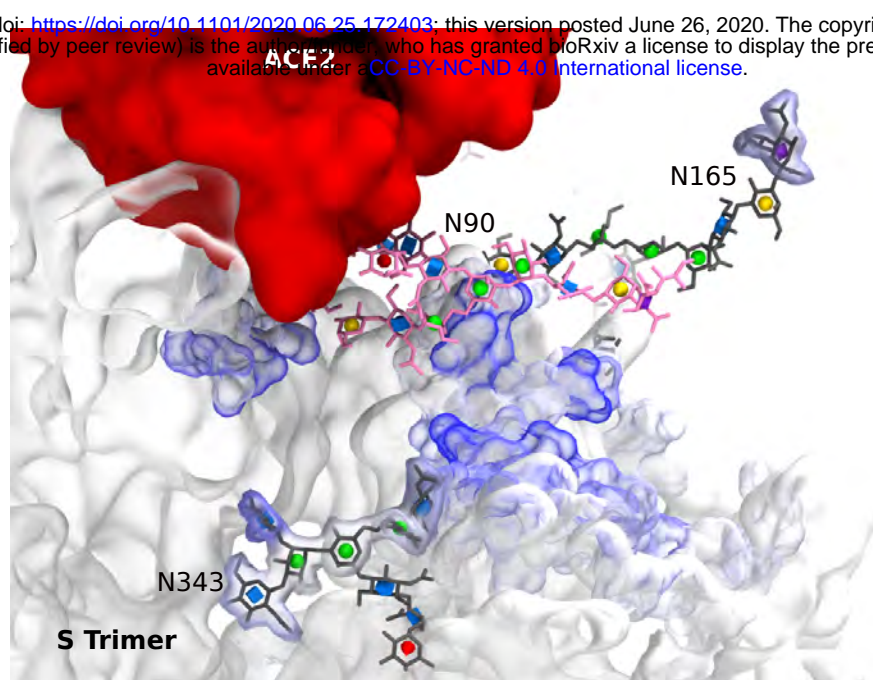 doi: https://doi.org/10.1101/2020.06.25.172403; this version posted June 26, 2020. The copyri
fied by peer review) is the author/funder, who has granted bioRxiv a license to display the pre
available under aCC-BY-NC-ND 4.0 International license.
ACE2
N165
N90
N343
S Trimer